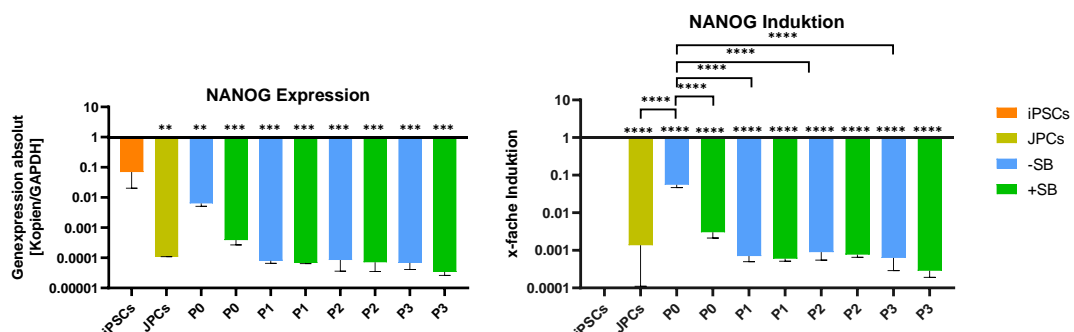 NANOG Expression
Genexpression absolut
[Kopien/GAPDH]
10
1
0.1
0.01
0.001
0.0001
0.00001
** ** *** *** *** *** *** *** ***
iPSCs JPCs P0 P0 P1 P1 P2 P2 P3 P3
NANOG Induktion
****
****
****
****
****
x-fache Induktion
10
1
0.1
0.01
0.001
0.0001
**** **** **** **** **** **** **** **** ****
iPSCs JPCs P0 P0 P1 P1 P2 P2 P3 P3
iPSCs
JPCs
-SB
+SB